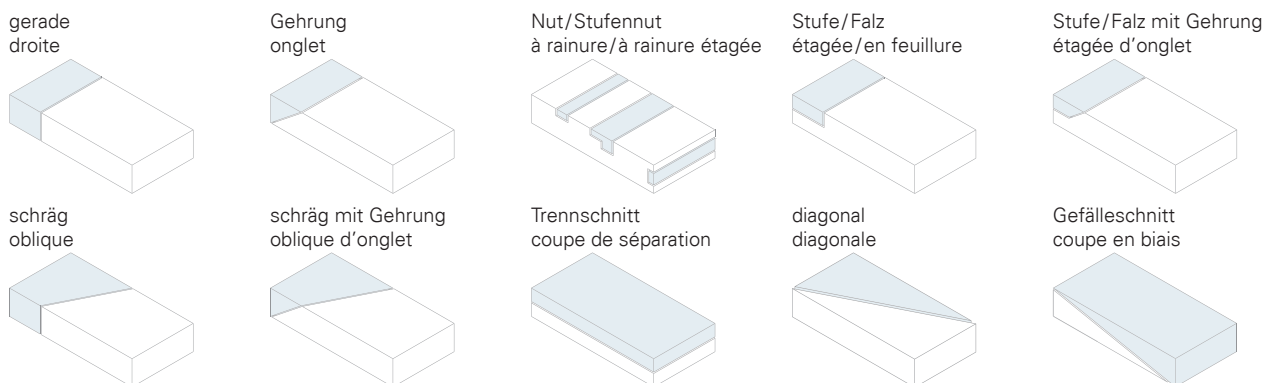 gerade
droite
Gehrung
onglet
Nut/Stufennut
à rainure/à rainure étagée
Stufe/Falz
étagée/en feuillure
Stufe/Falz mit Gehrung
étagée d'onglet
schräg
oblique
schräg mit Gehrung
oblique d'onglet
Trennschnitt
coupe de séparation
diagonal
diagonale
Gefälleschnitt
coupe en biais